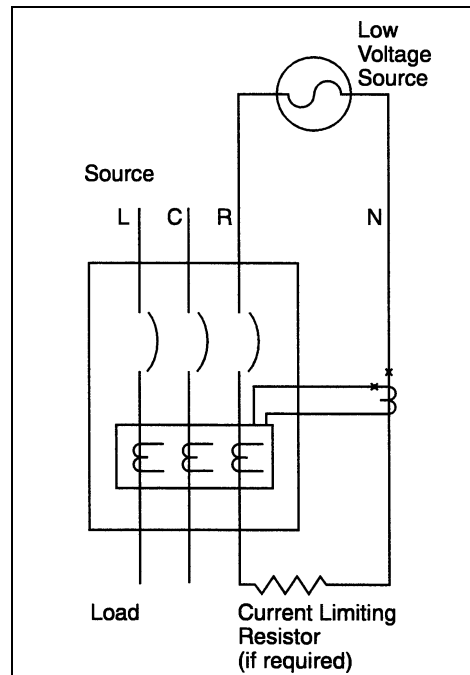 Low
Voltage
Source
Source
L C R N
Load
Current Limiting
Resistor
(if required)